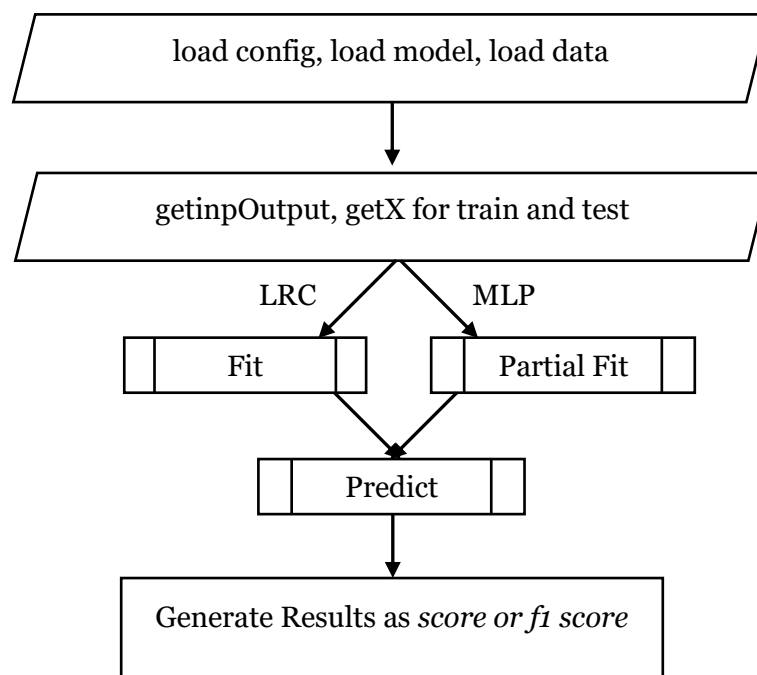 load config, load model, load data
getinpOutput, getX for train and test
LRC
MLP
Fit
Partial Fit
Predict
Generate Results as score or f1 score